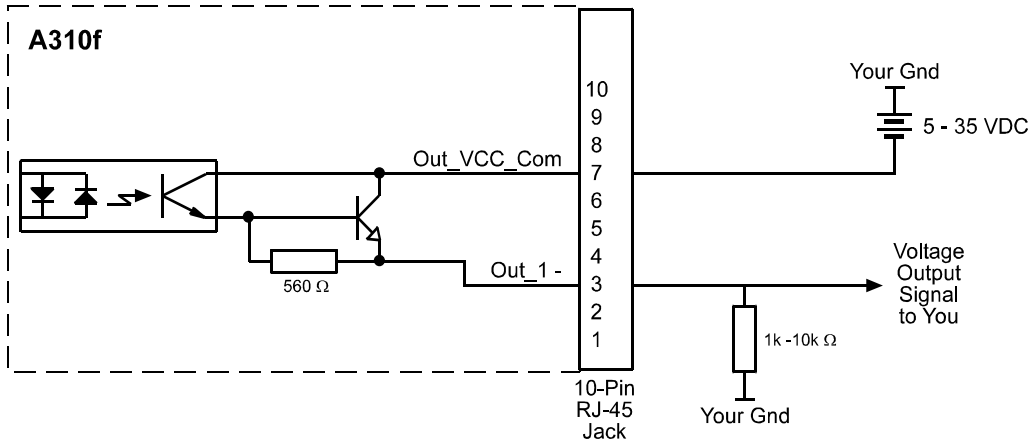 A310f
Your Gnd
5 - 35 VDC
10
9
8
7
6
5
4
3
2
1
Out_VCC_Com
560 Ω
Out_1 -
Voltage
Output
Signal
to You
1k -10k Ω
Your Gnd
10-Pin
RJ-45
Jack